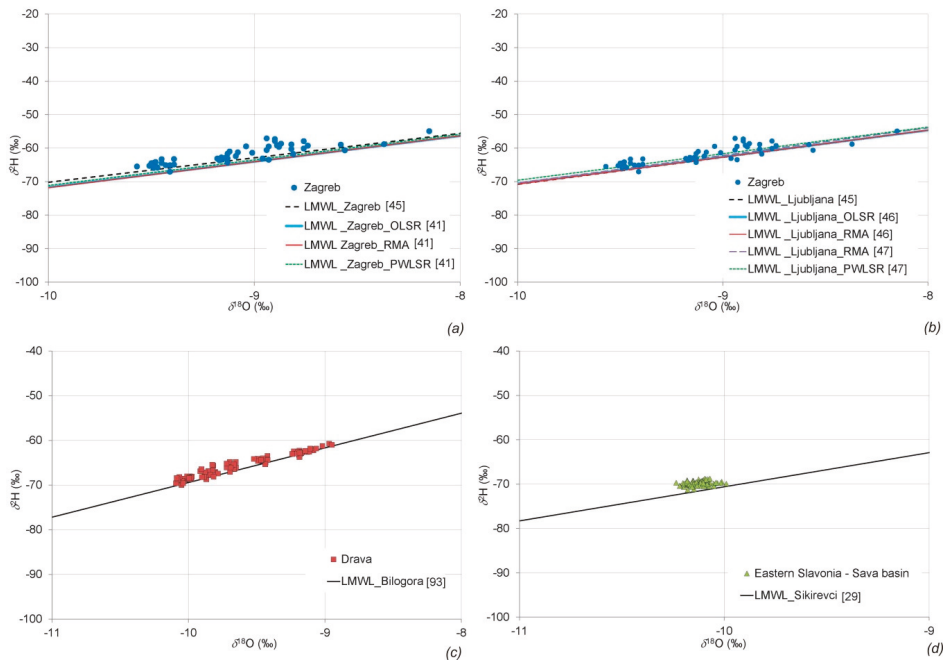 -20
-30
-40
-50
-60
-70
-80
-90
-100
δ²H (‰)
-10
-9
-8
δ¹⁸O (‰)
Zagreb
LMWL_Zagreb [45]
LMWL _Zagreb_OLSR [41]
LMWL Zagreb_RMA [41]
LMWL _Zagreb_PWLSR [41]
(a)
-20
-30
-40
-50
-60
-70
-80
-90
-100
δ²H (‰)
-10
-9
-8
δ¹⁸O (‰)
Zagreb
LMWL _Ljubljana [45]
LMWL _Ljubljana_OLSR [46]
LMWL _Ljubljana_RMA [46]
LMWL _Ljubljana_RMA [47]
LMWL _Ljubljana_PWLSR [47]
(b)
-40
-50
-60
-70
-80
-90
-100
δ²H (‰)
-11
-10
-9
-8
δ¹⁸O (‰)
Drava
LMWL_Bilogora [93]
(c)
-40
-50
-60
-70
-80
-90
-100
δ²H (‰)
-11
-10
-9
δ¹⁸O (‰)
Eastern Slavonia - Sava basin
LMWL_Sikirevci [29]
(d)